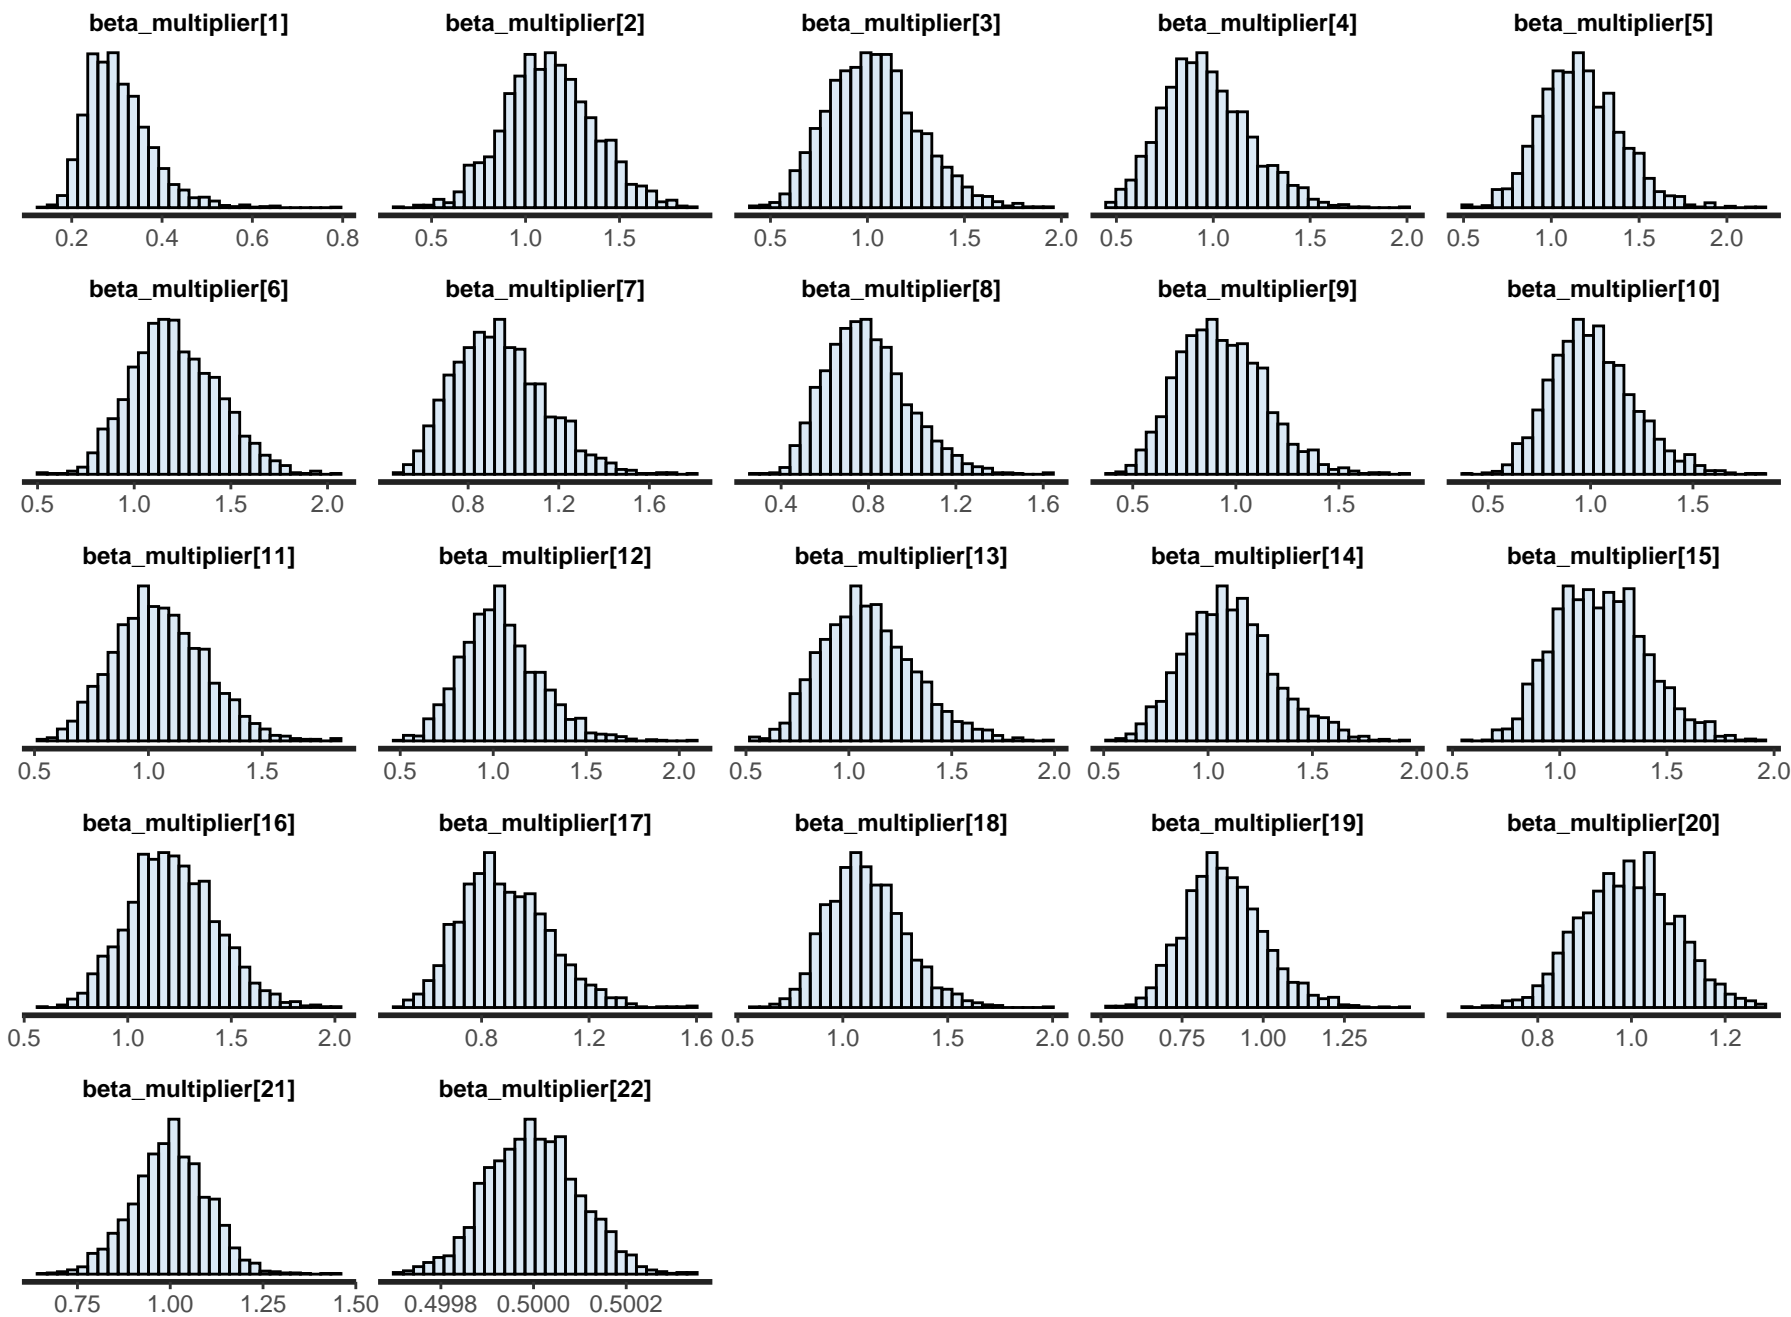 beta_multiplier[1] beta_multiplier[2] beta_multiplier[3] beta_multiplier[4] beta_multiplier[5]
0.2 0.4 0.6 0.8 0.5 1.0 1.5 0.5 1.0 1.5 2.0 0.5 1.0 1.5 2.0 0.5 1.0 1.5 2.0
beta_multiplier[6] beta_multiplier[7] beta_multiplier[8] beta_multiplier[9] beta_multiplier[10]
0.5 1.0 1.5 2.0 0.8 1.2 1.6 0.4 0.8 1.2 1.6 0.5 1.0 1.5 0.5 1.0 1.5
beta_multiplier[11] beta_multiplier[12] beta_multiplier[13] beta_multiplier[14] beta_multiplier[15]
0.5 1.0 1.5 0.5 1.0 1.5 2.0 0.5 1.0 1.5 2.0 0.5 1.0 1.5 2.0 0.5 1.0 1.5 2.0
beta_multiplier[16] beta_multiplier[17] beta_multiplier[18] beta_multiplier[19] beta_multiplier[20]
0.5 1.0 1.5 2.0 0.8 1.2 1.6 0.5 1.0 1.5 2.0 0.50 0.75 1.00 1.25 0.8 1.0 1.2
beta_multiplier[21] beta_multiplier[22]
0.75 1.00 1.25 1.50 0.4998 0.5000 0.5002